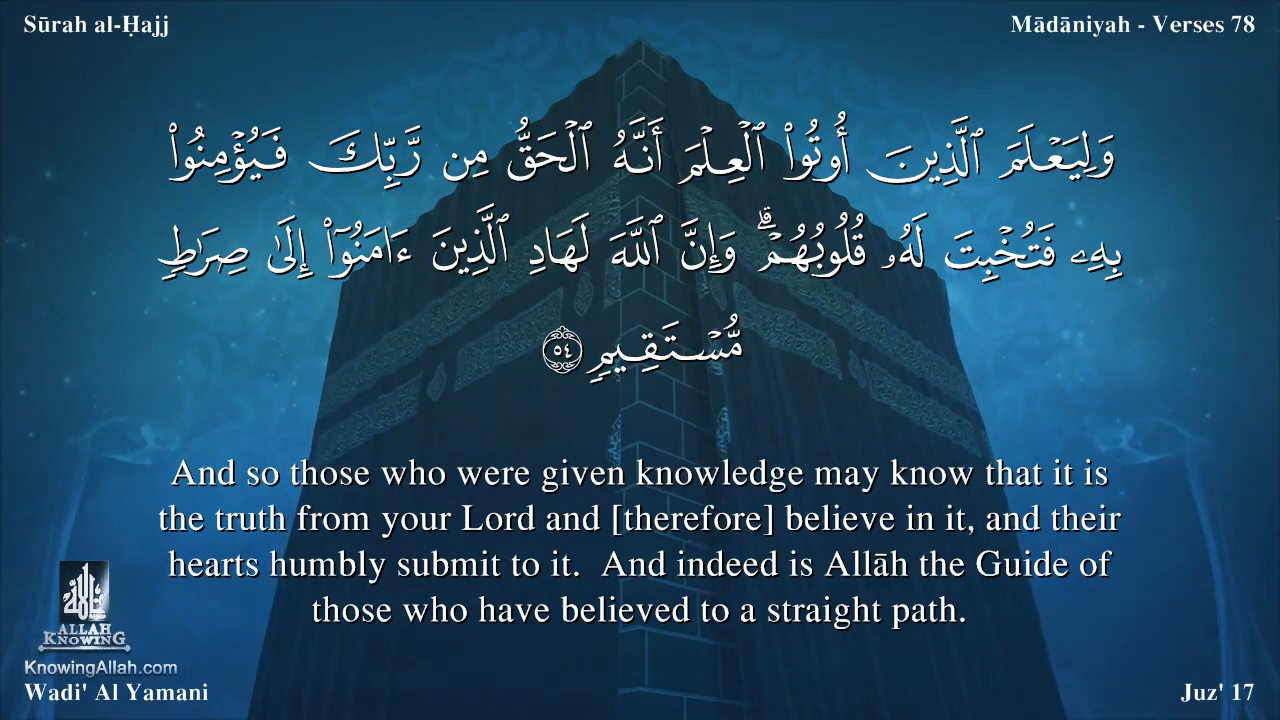 Sūrah al-Ḥajj
Mādāniyah - Verses 78
وَلِيَعْلَمَ ٱلَّذِينَ أُوتُوا۟ ٱلْعِلْمَ أَنَّهُ ٱلْحَقُّ مِن رَّبِّكَ فَيُؤْمِنُوا۟
بِهِۦ فَتُخْبِتَ لَهُۥ قُلُوبُهُمْ ۗ وَإِنَّ ٱللَّهَ لَهَادِ ٱلَّذِينَ ءَامَنُوٓا۟ إِلَىٰ صِرَٰطٍ
مُّسْتَقِيمٍ ٥٤
And so those who were given knowledge may know that it is
the truth from your Lord and [therefore] believe in it, and their
hearts humbly submit to it.  And indeed is Allāh the Guide of
those who have believed to a straight path.
الله
ALLAH
KNOWING
KnowingAllah.com
Wadi' Al Yamani
Juz' 17